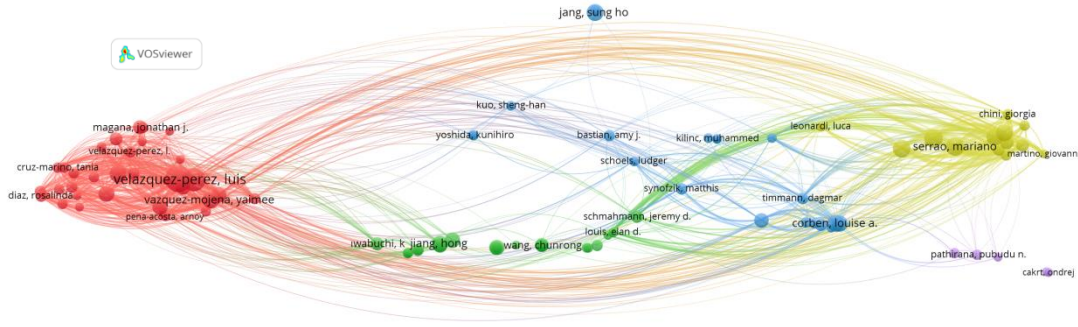 jang, sung ho
VOSviewer
kuo, sheng-han
chini, giorgia
magana, jonathan j.
yoshida, kunihiro
bastian, amy j.
kilinc, muhammed
leonardi, luca
serrao, mariano
velazquez-perez, l.
martino, giovann
cruz-marino, tania
schoels, ludger
velazquez-perez, luis
synofzik, matthis
diaz, rosalinda
vazquez-mojena, yaimee
timmann, dagmar
pena-acosta, arnoy
schmahmann, jeremy d.
corben, louise a.
louis, elan d.
iwabuchi, k
jiang, hong
wang, chunrong
pathirana, pubudu n.
cakrt, ondrej